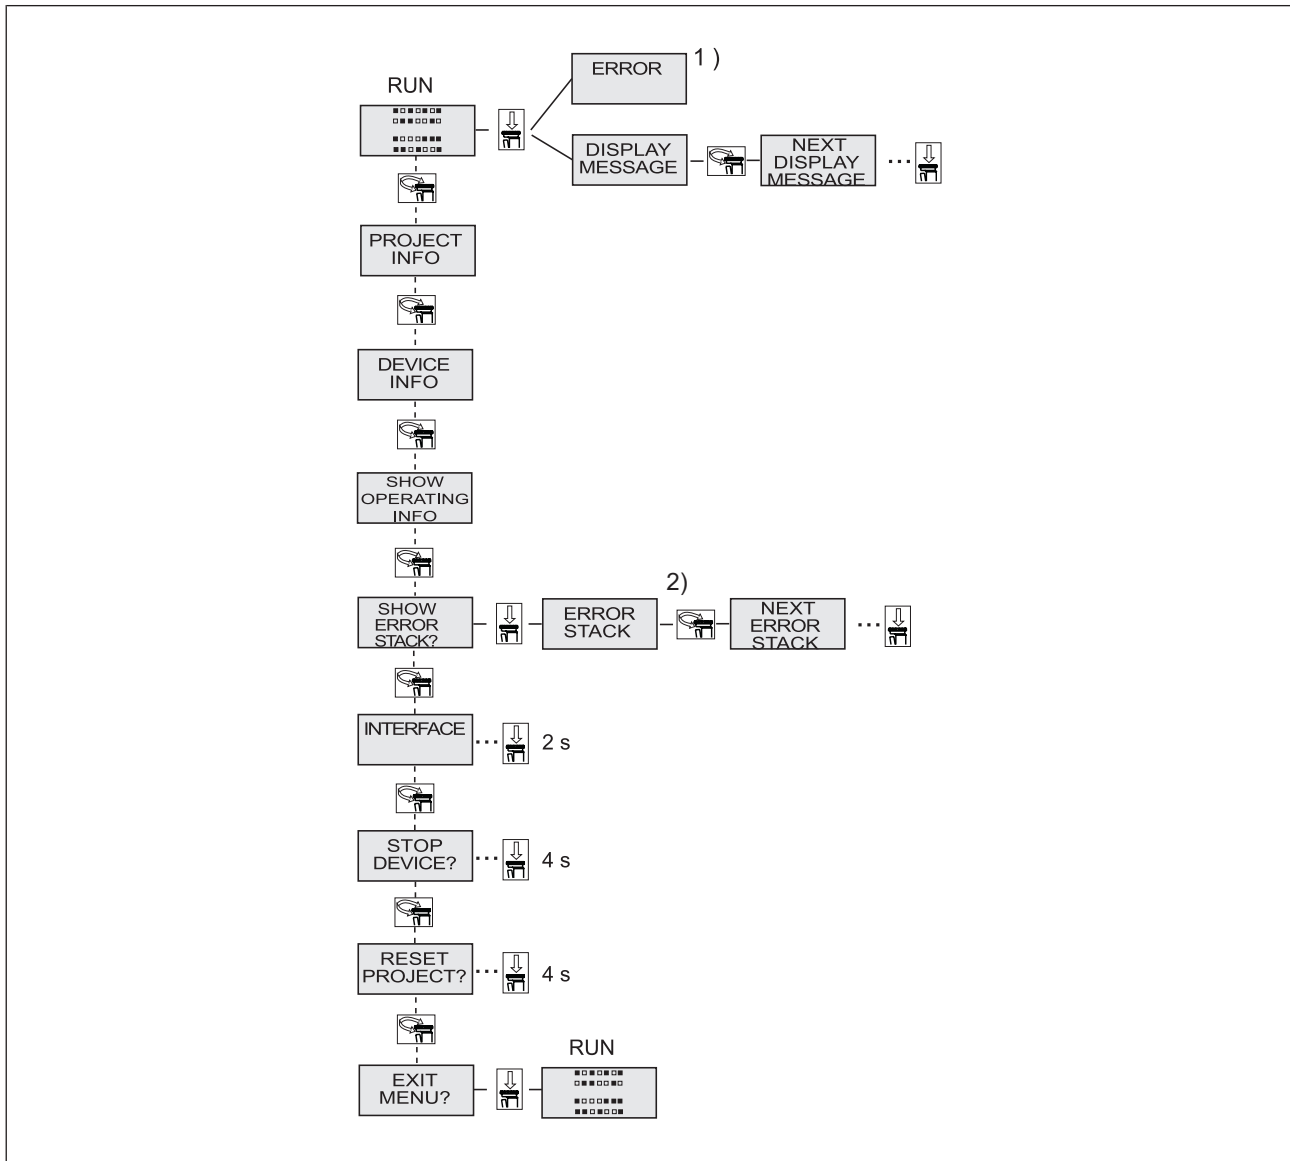 RUN
ERROR
1 )
DISPLAY
MESSAGE
NEXT
DISPLAY
MESSAGE
...
PROJECT
INFO
DEVICE
INFO
SHOW
OPERATING
INFO
SHOW
ERROR
STACK?
ERROR
STACK
2)
NEXT
ERROR
STACK
...
INTERFACE
...
2 s
STOP
DEVICE?
...
4 s
RESET
PROJECT?
...
4 s
EXIT
MENU?
RUN